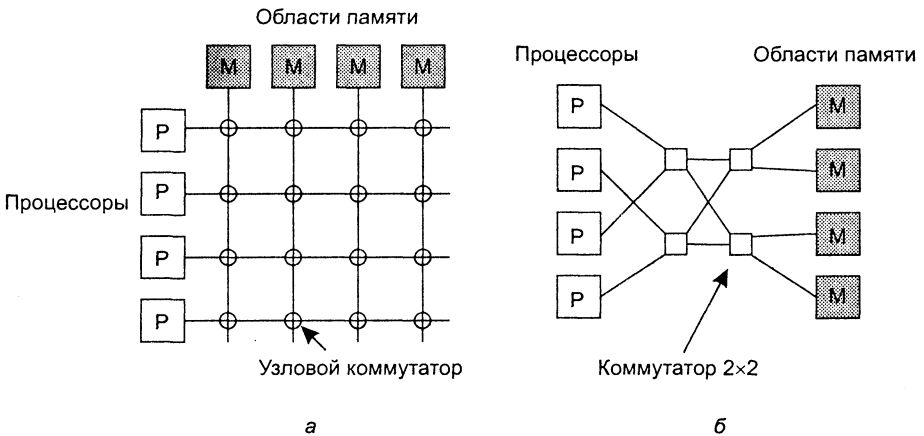 Области памяти
М М М М
Р
Р
Р
Р
Процессоры
Узловой коммутатор
а
Процессоры
Области памяти
Р М
Р М
Р М
Р М
Коммутатор 2×2
б